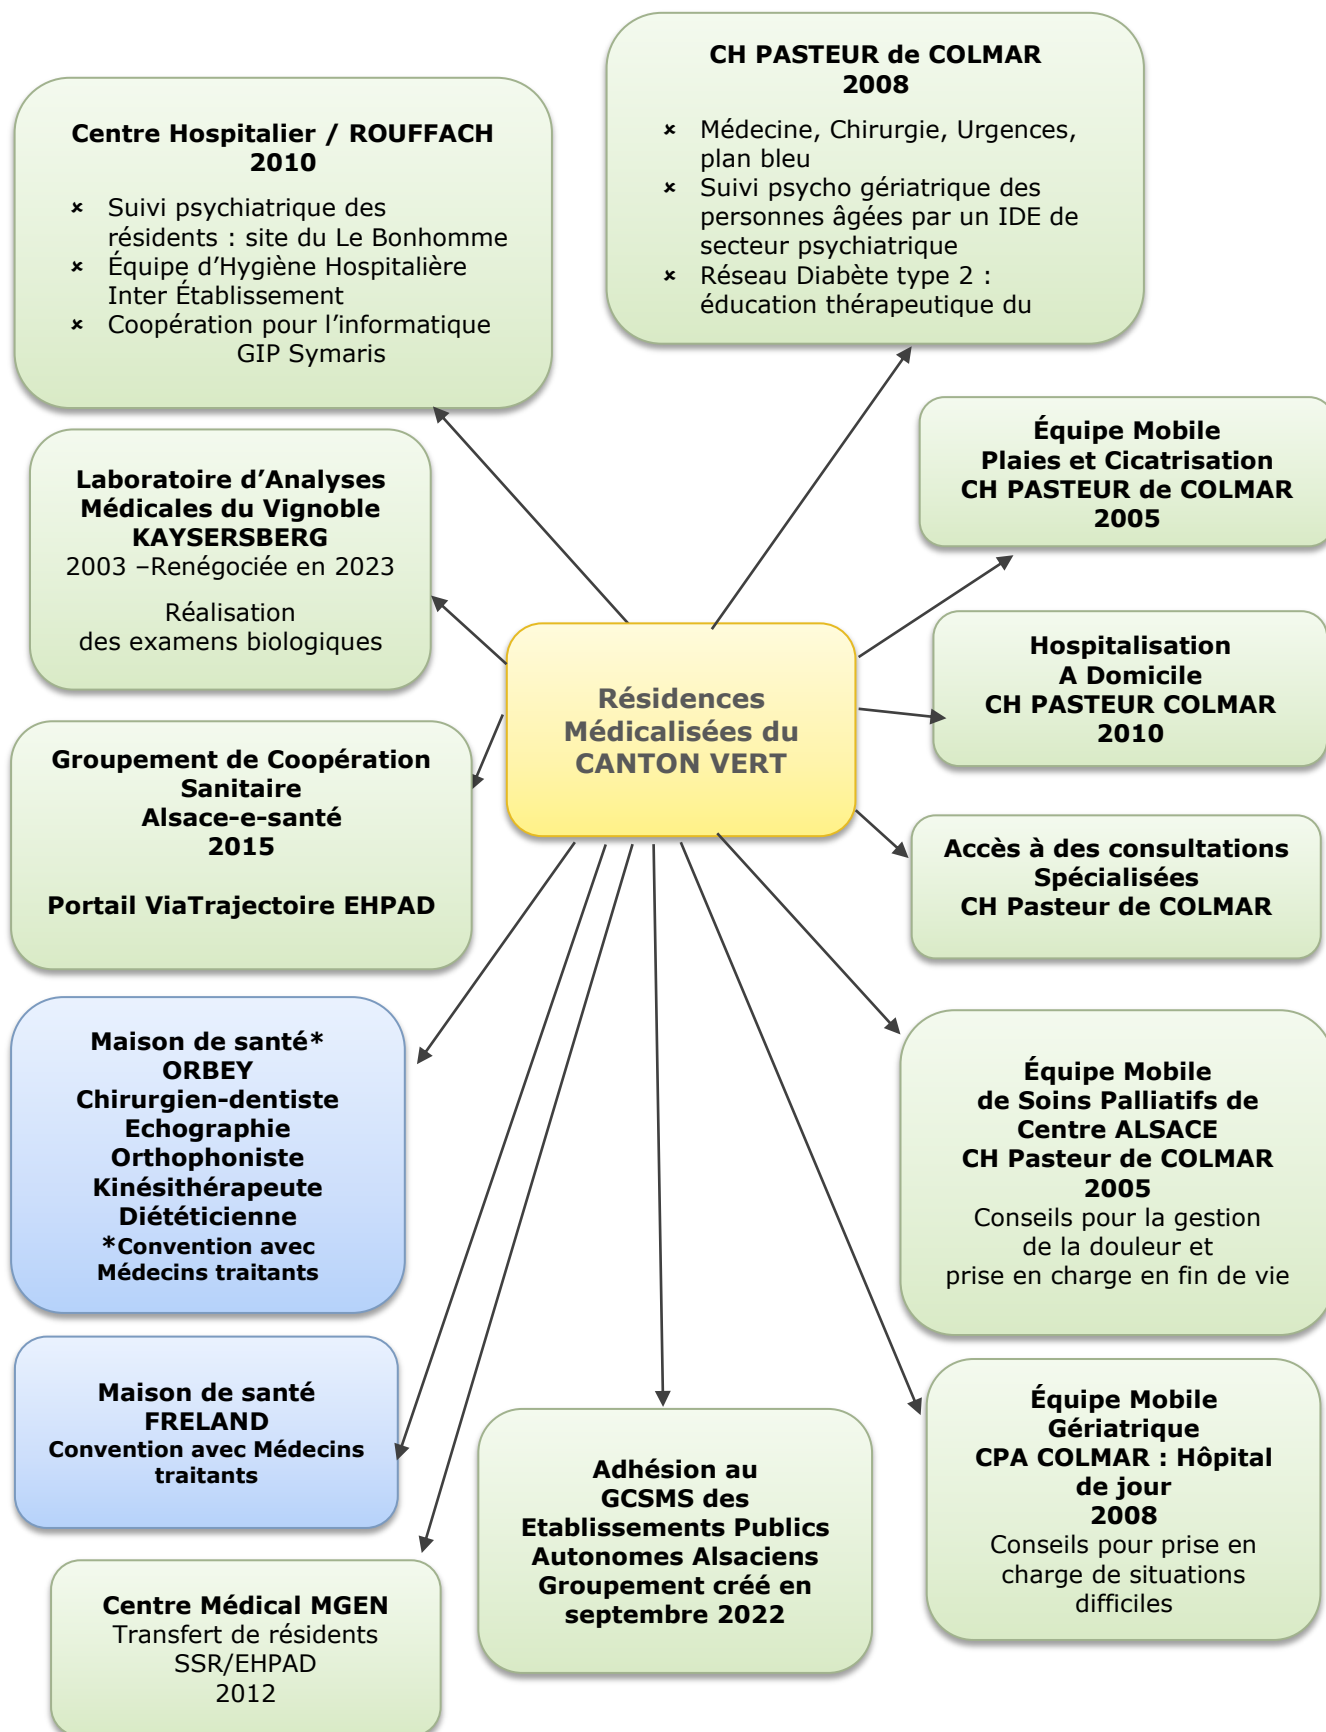 CH PASTEUR de COLMAR
2008
× Médecine, Chirurgie, Urgences,
plan bleu
× Suivi psycho gériatrique des
personnes âgées par un IDE de
secteur psychiatrique
× Réseau Diabète type 2 :
éducation thérapeutique du
Centre Hospitalier / ROUFFACH
2010
× Suivi psychiatrique des
résidents : site du Le Bonhomme
× Équipe d’Hygiène Hospitalière
Inter Établissement
× Coopération pour l’informatique
GIP Symaris
Équipe Mobile
Plaies et Cicatrisation
CH PASTEUR de COLMAR
2005
Laboratoire d’Analyses
Médicales du Vignoble
KAYSERSBERG
2003 –Renégociée en 2023
Réalisation
des examens biologiques
Hospitalisation
A Domicile
CH PASTEUR COLMAR
2010
Résidences
Médicalisées du
CANTON VERT
Groupement de Coopération
Sanitaire
Alsace-e-santé
2015
Portail ViaTrajectoire EHPAD
Accès à des consultations
Spécialisées
CH Pasteur de COLMAR
Maison de santé*
ORBEY
Chirurgien-dentiste
Echographie
Orthophoniste
Kinésithérapeute
Diététicienne
*Convention avec
Médecins traitants
Équipe Mobile
de Soins Palliatifs de
Centre ALSACE
CH Pasteur de COLMAR
2005
Conseils pour la gestion
de la douleur et
prise en charge en fin de vie
Maison de santé
FRELAND
Convention avec Médecins
traitants
Équipe Mobile
Gériatrique
CPA COLMAR : Hôpital
de jour
2008
Conseils pour prise en
charge de situations
difficiles
Adhésion au
GCSMS des
Etablissements Publics
Autonomes Alsaciens
Groupement créé en
septembre 2022
Centre Médical MGEN
Transfert de résidents
SSR/EHPAD
2012